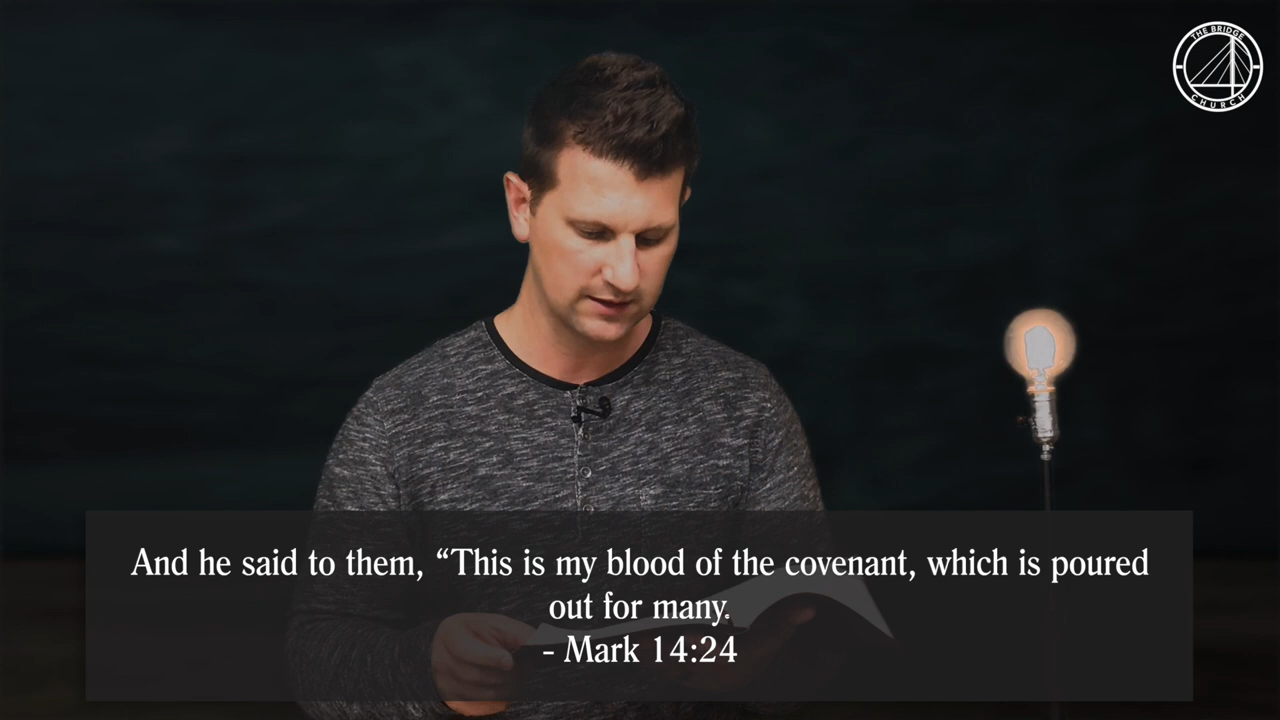 THE BRIDGE
CHURCH
And he said to them, “This is my blood of the covenant, which is poured
out for many.
- Mark 14:24